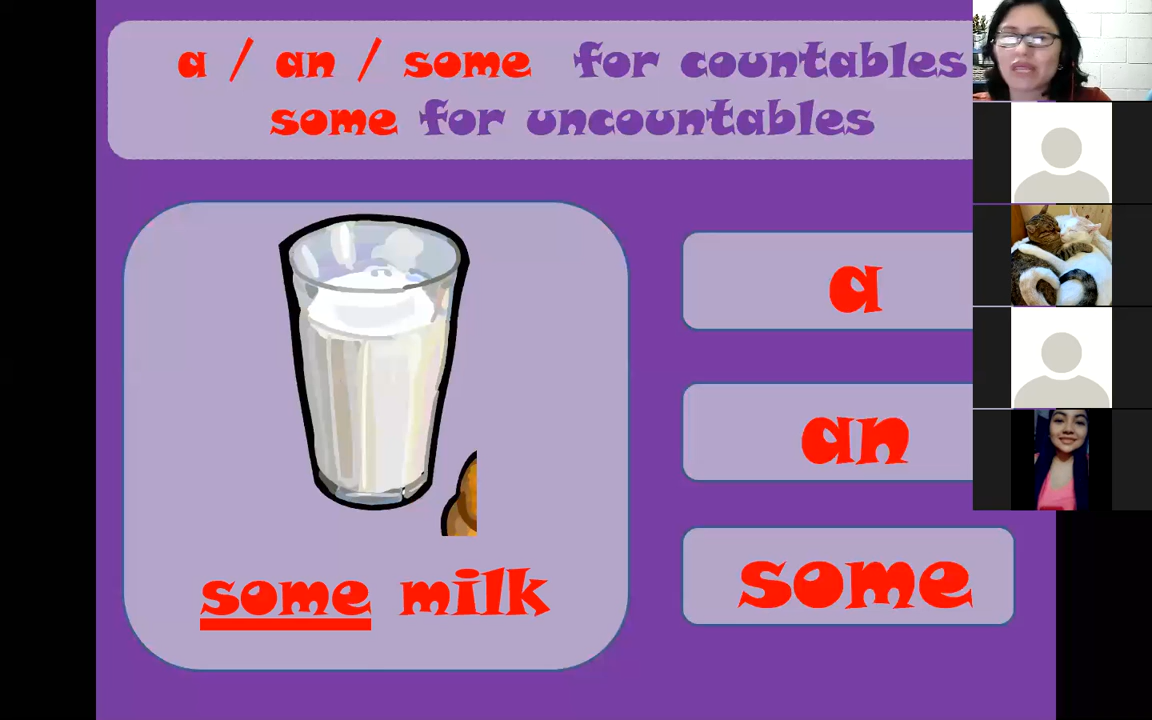 a / an / some for countables
some for uncountables
a
an
some
some milk